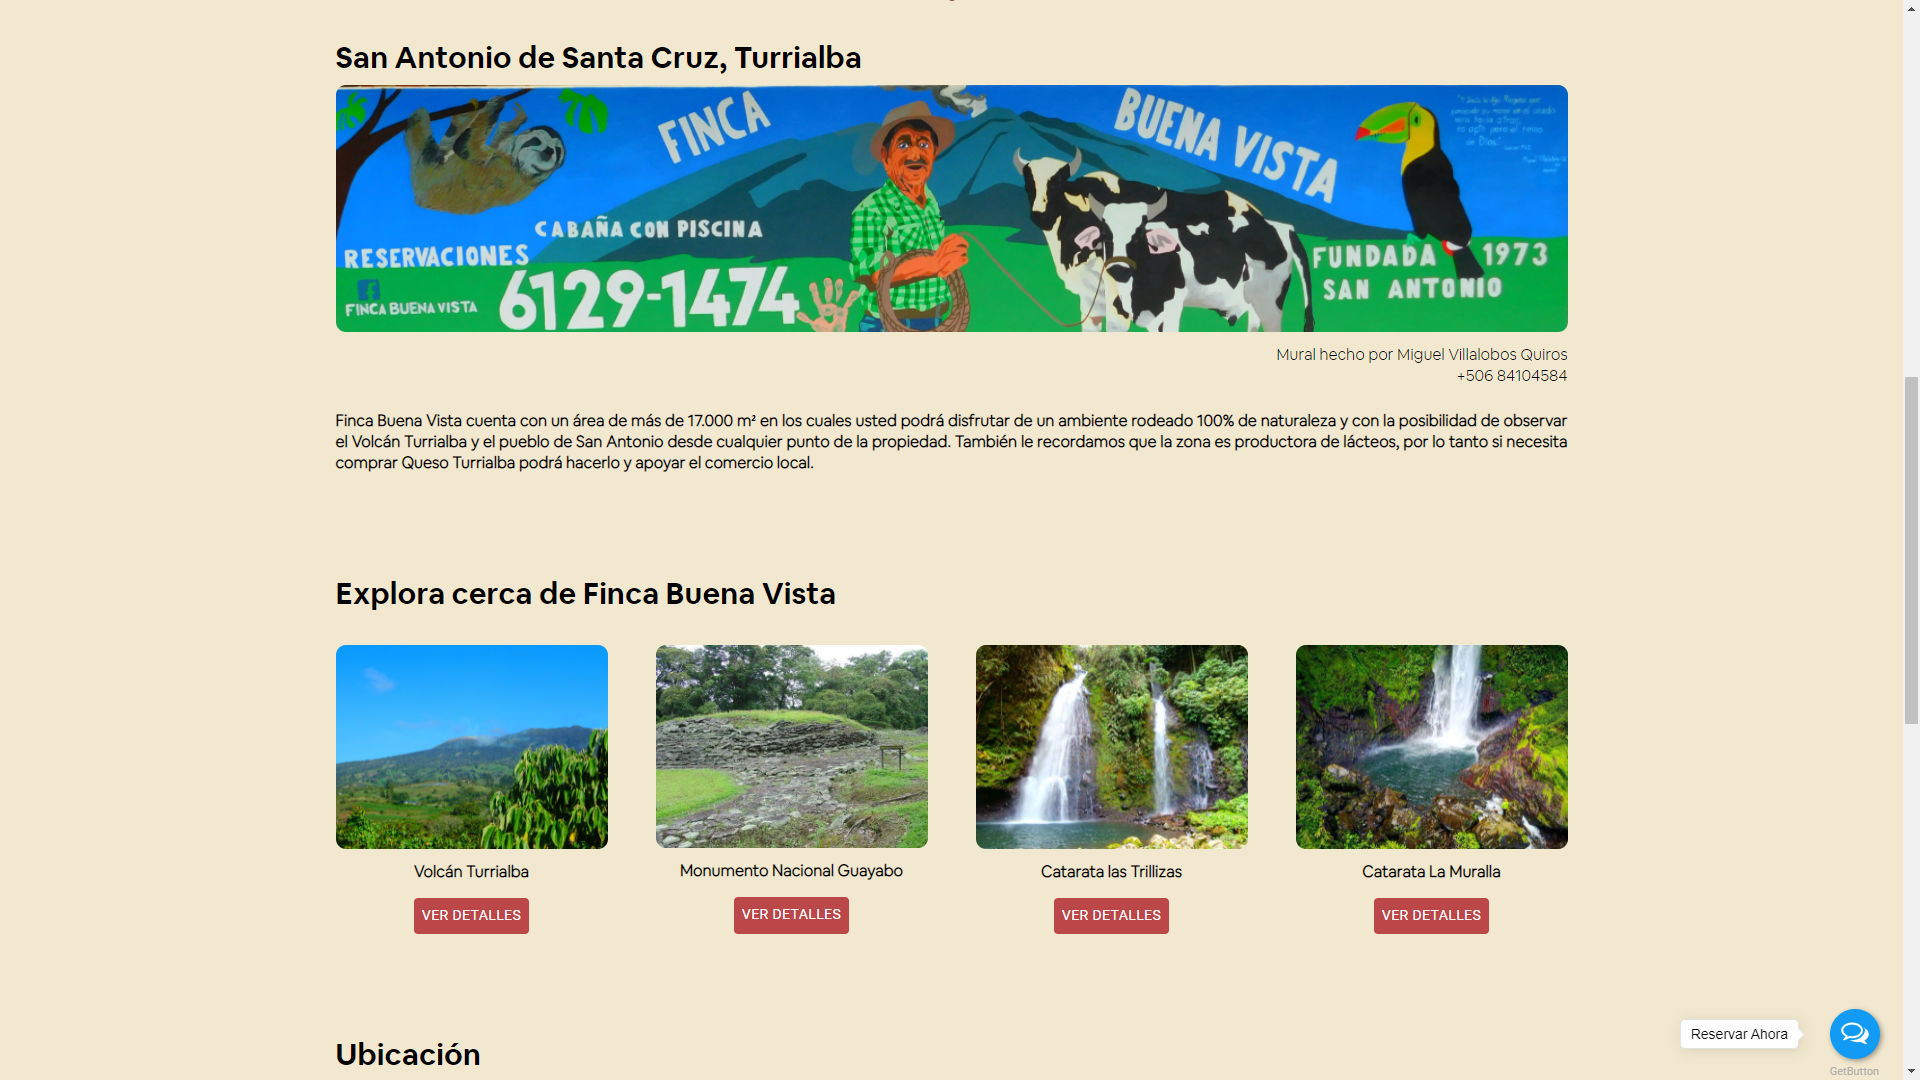 San Antonio de Santa Cruz, Turrialba
FINCA
BUENA VISTA
CABAÑA CON PISCINA
RESERVACIONES
6129-1474
FINCA BUENA VISTA
FUNDADA 1973
SAN ANTONIO
Mural hecho por Miguel Villalobos Quiros
+506 84104584
Finca Buena Vista cuenta con un área de más de 17.000 m² en los cuales usted podrá disfrutar de un ambiente rodeado 100% de naturaleza y con la posibilidad de observar
el Volcán Turrialba y el pueblo de San Antonio desde cualquier punto de la propiedad. También le recordamos que la zona es productora de lácteos, por lo tanto si necesita
comprar Queso Turrialba podrá hacerlo y apoyar el comercio local.
Explora cerca de Finca Buena Vista
Volcán Turrialba
Monumento Nacional Guayabo
Catarata las Trillizas
Catarata La Muralla
VER DETALLES
VER DETALLES
VER DETALLES
VER DETALLES
Ubicación
Reservar Ahora
GetButton